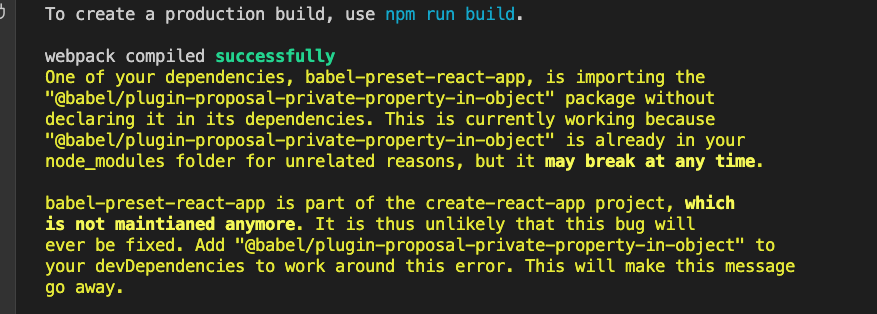 To create a production build, use npm run build.
webpack compiled successfully
One of your dependencies, babel-preset-react-app, is importing the
"@babel/plugin-proposal-private-property-in-object" package without
declaring it in its dependencies. This is currently working because
"@babel/plugin-proposal-private-property-in-object" is already in your
node_modules folder for unrelated reasons, but it may break at any time.
babel-preset-react-app is part of the create-react-app project, which
is not maintianed anymore. It is thus unlikely that this bug will
ever be fixed. Add "@babel/plugin-proposal-private-property-in-object" to
your devDependencies to work around this error. This will make this message
go away.